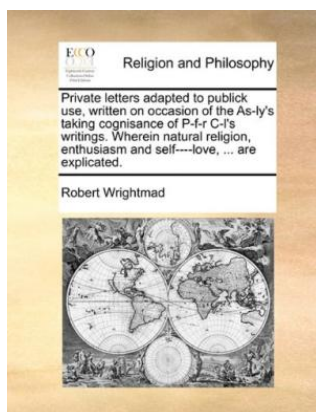 ECCO
Religion and Philosophy
Private letters adapted to publick
use, written on occasion of the As-ly's
taking cognisance of P-f-r C-l's
writings. Wherein natural religion,
enthusiasm and self----love, ... are
explicated.
Robert Wrightmad